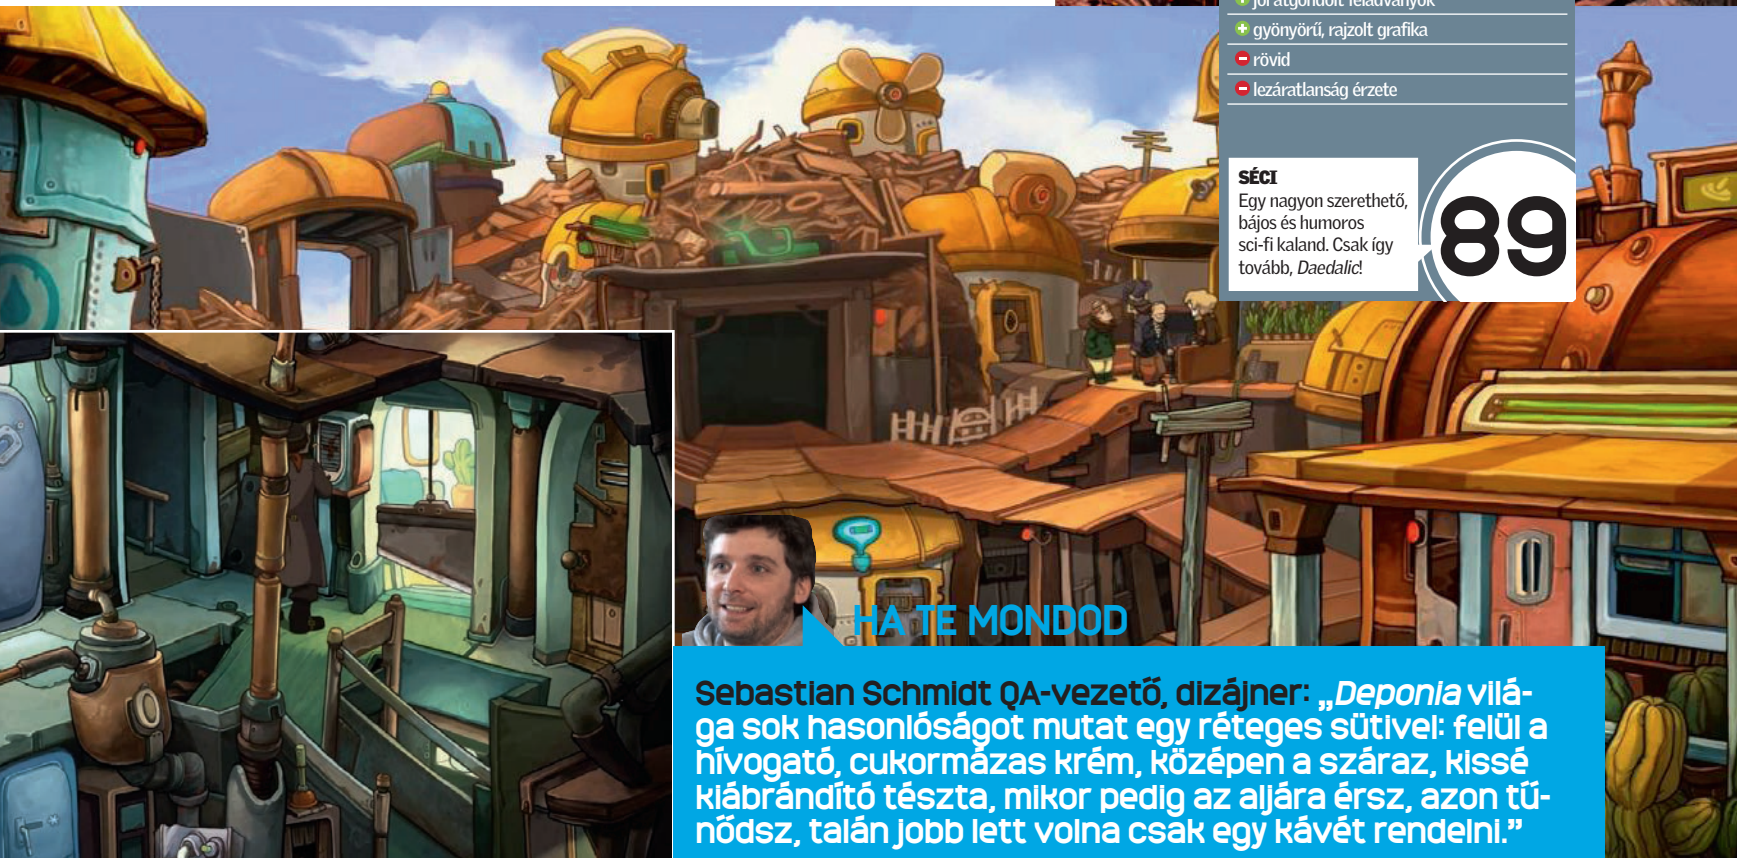 jól átgondolt feladványok
gyönyörű, rajzolt grafika
rövid
lezáratlanság érzete
SÉCI
Egy nagyon szerethető,
bájos és humoros
sci-fi kaland. Csak így
tovább, Daedalic!
89
HA TE MONDOD
Sebastian Schmidt QA-vezető, dizájner: „Deponia vilá-
ga sok hasonlóságot mutat egy réteges sütivel: felül a
hívogató, cukormázas krém, középen a száraz, kissé
kiábrándító tészta, mikor pedig az aljára érsz, azon tű-
nődsz, talán jobb lett volna csak egy kávét rendelni.”